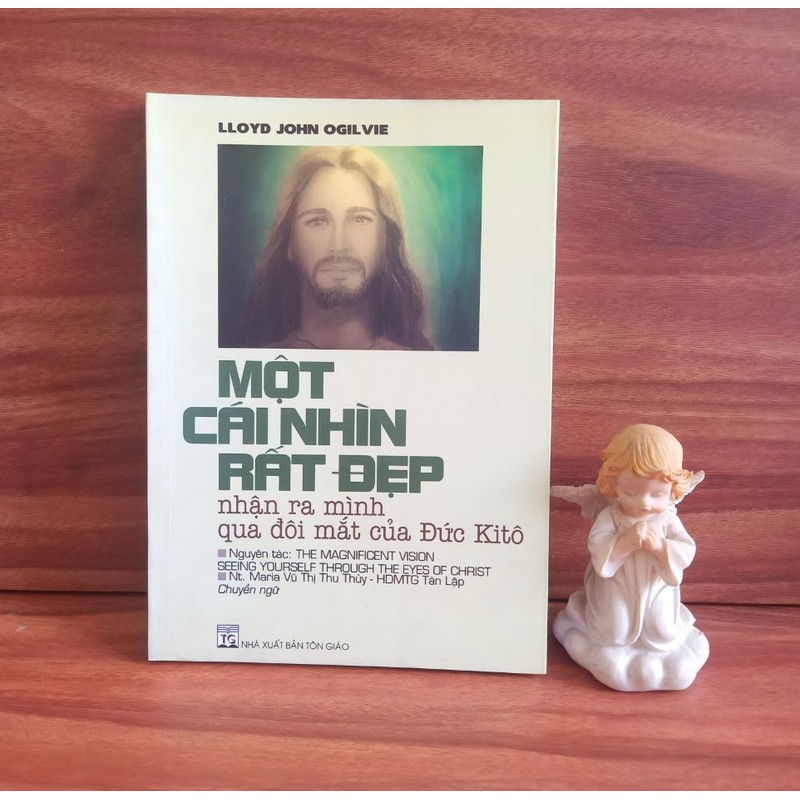 LLOYD JOHN OGILVIE
MỘT
CÁI NHÌN
RẤT ĐẸP
nhận ra mình
qua đôi mắt của Đức Kitô
Nguyên tác: THE MAGNIFICENT VISION
SEEING YOURSELF THROUGH THE EYES OF CHRIST
Nt. Maria Vũ Thị Thu Thủy - HDMTG Tân Lập
Chuyển ngữ
TG
NHÀ XUẤT BẢN TÔN GIÁO